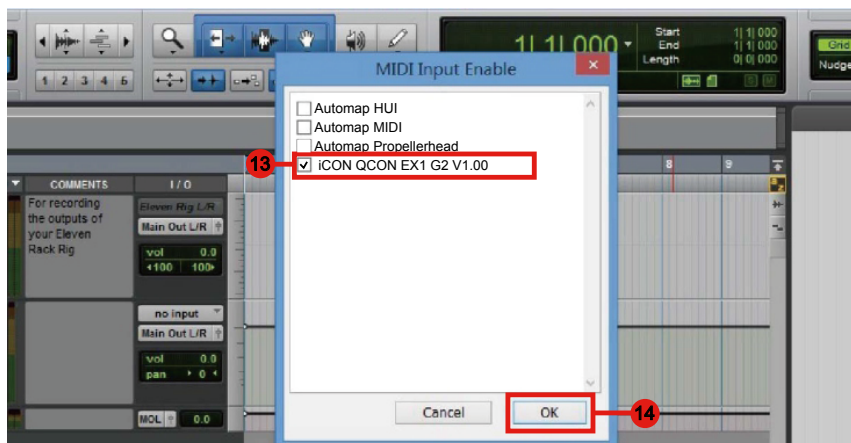 1 2 3 4 5
1| 1| 000
Start 1| 1| 000
End 1| 1| 000
Length 0| 0| 000
Grid
Nudge
MIDI Input Enable
Automap HUI
Automap MIDI
Automap Propellerhead
13
iCON QCON EX1 G2 V1.00
8 9
COMMENTS I / O
For recording
the outputs of
your Eleven
Rack Rig
Eleven Rig L/R
Main Out L/R
vol 0.0
100 100
no input
Main Out L/R
vol 0.0
pan 0
MOL 0.0
Cancel OK 14